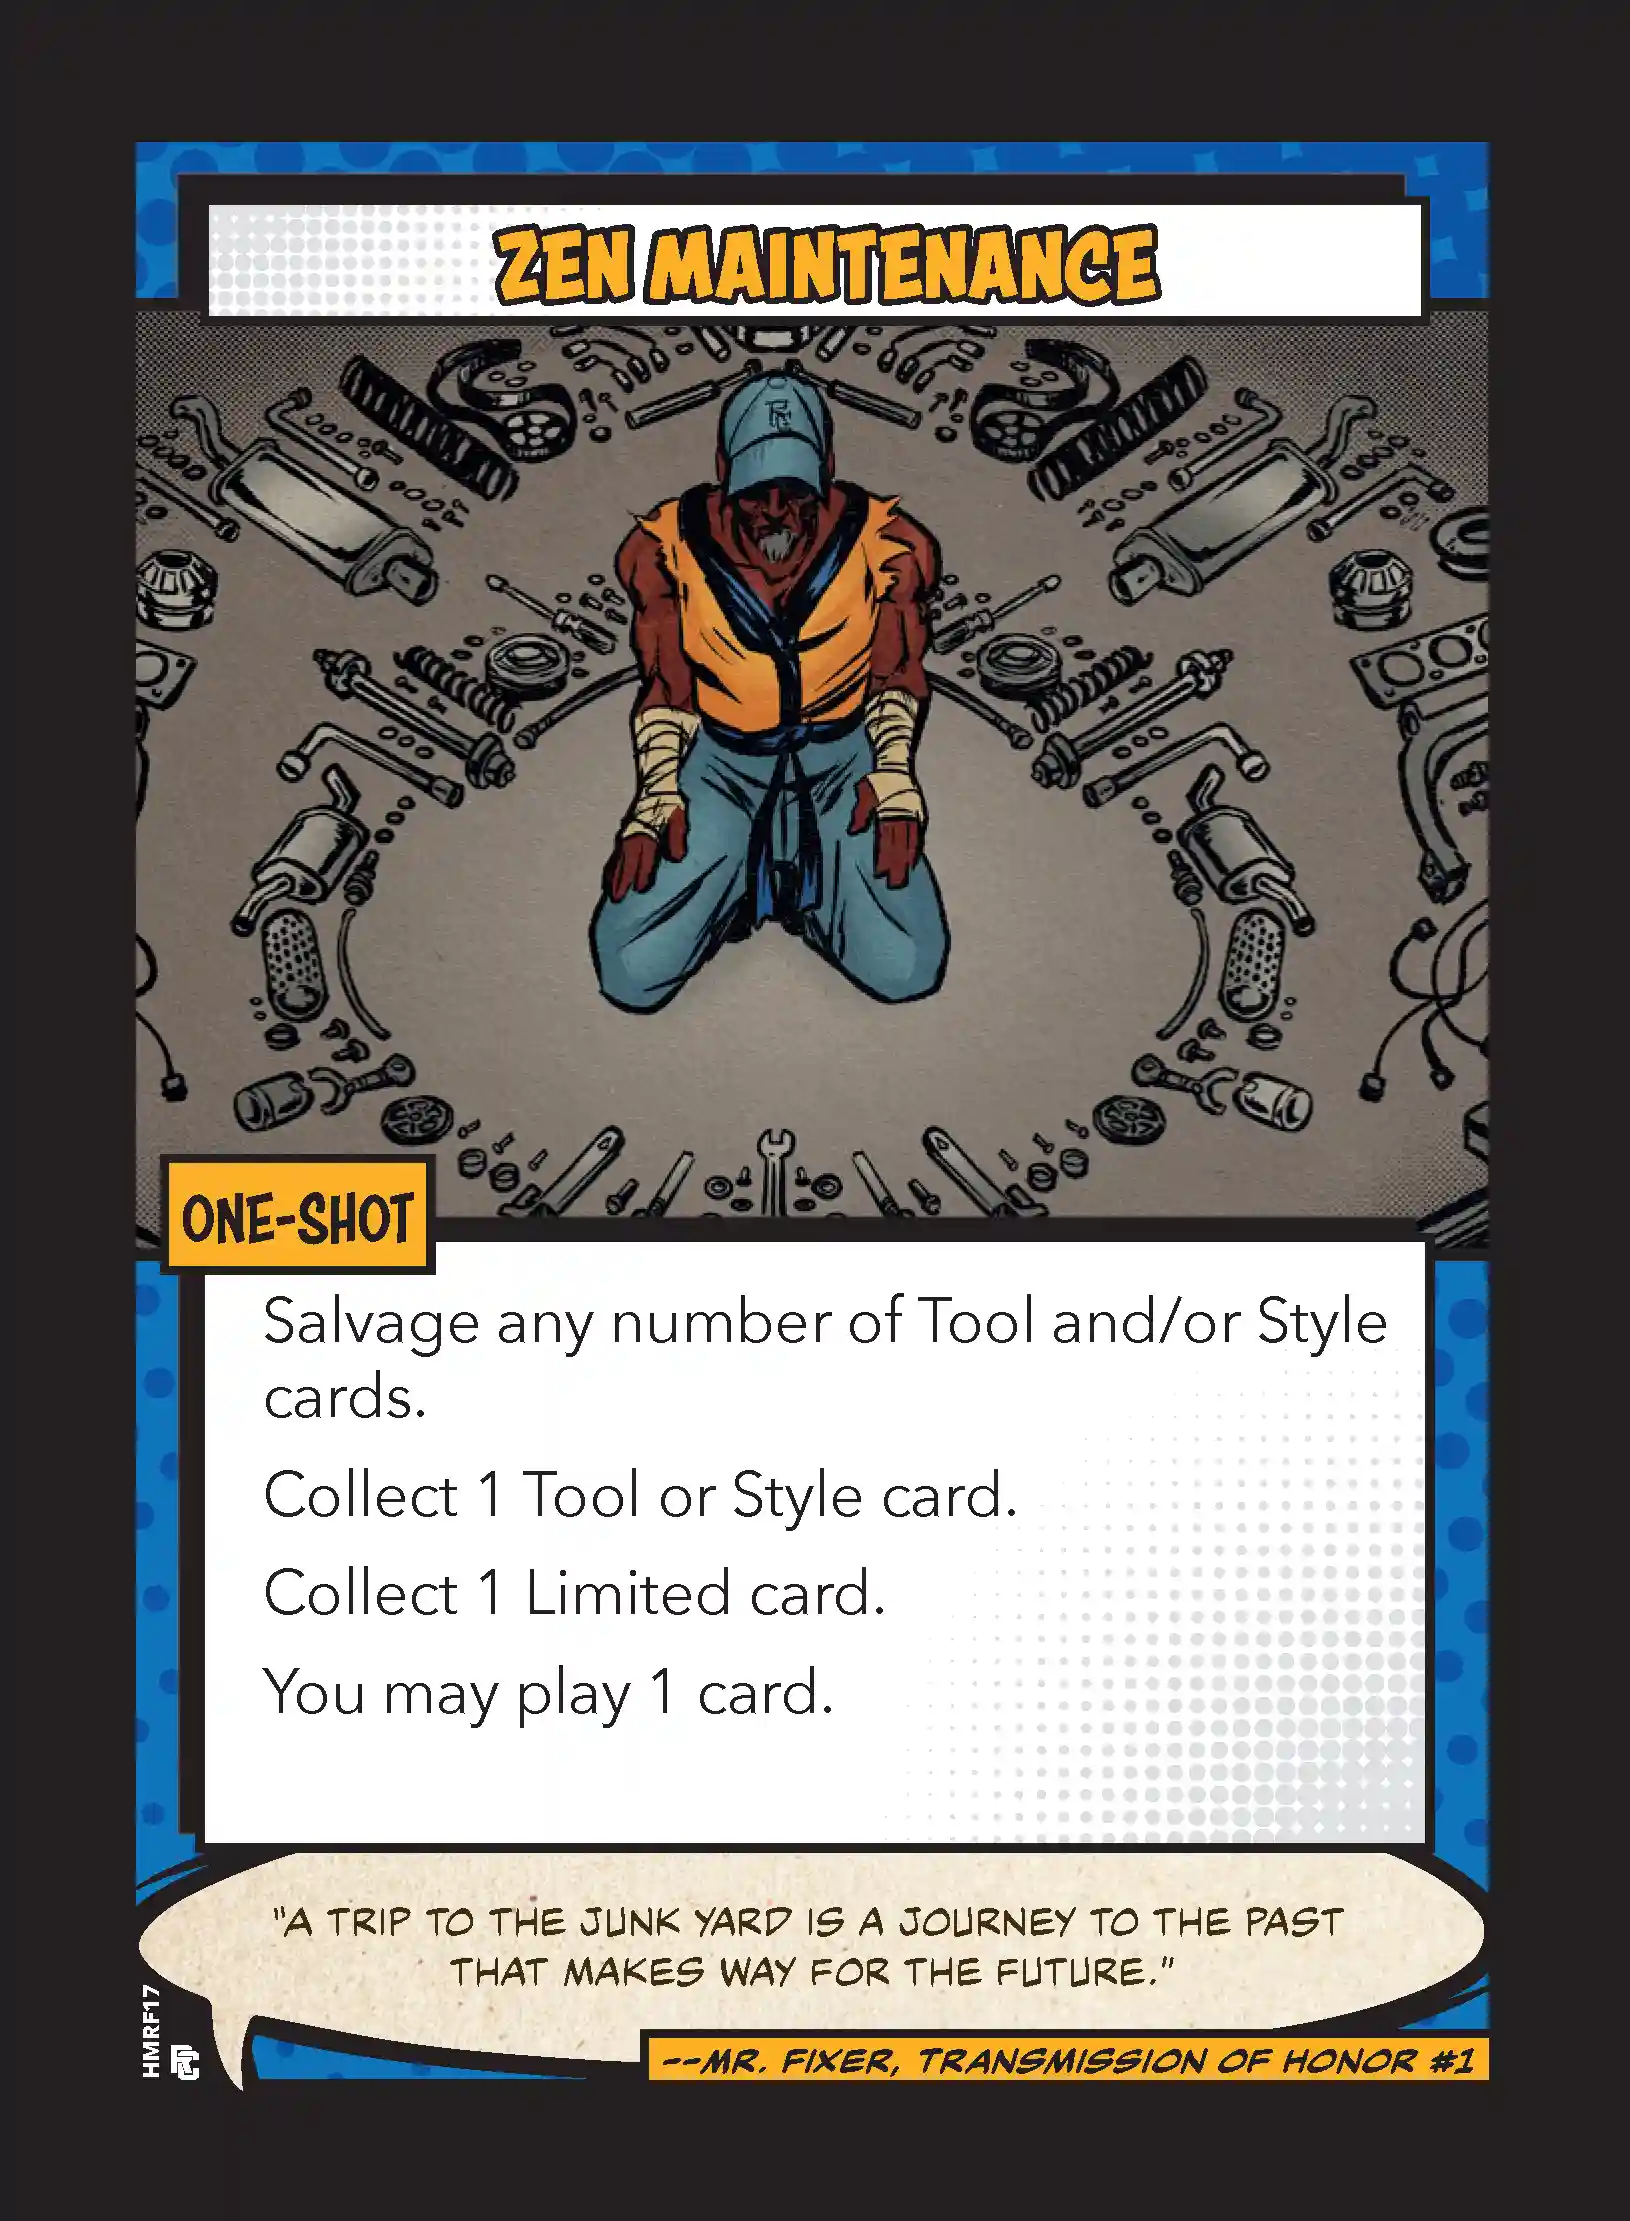 ZEN MAINTENANCE
ONE-SHOT
Salvage any number of Tool and/or Style
cards.
Collect 1 Tool or Style card.
Collect 1 Limited card.
You may play 1 card.
"A TRIP TO THE JUNK YARD IS A JOURNEY TO THE PAST
THAT MAKES WAY FOR THE FUTURE."
--MR. FIXER, TRANSMISSION OF HONOR #1
HMRF17